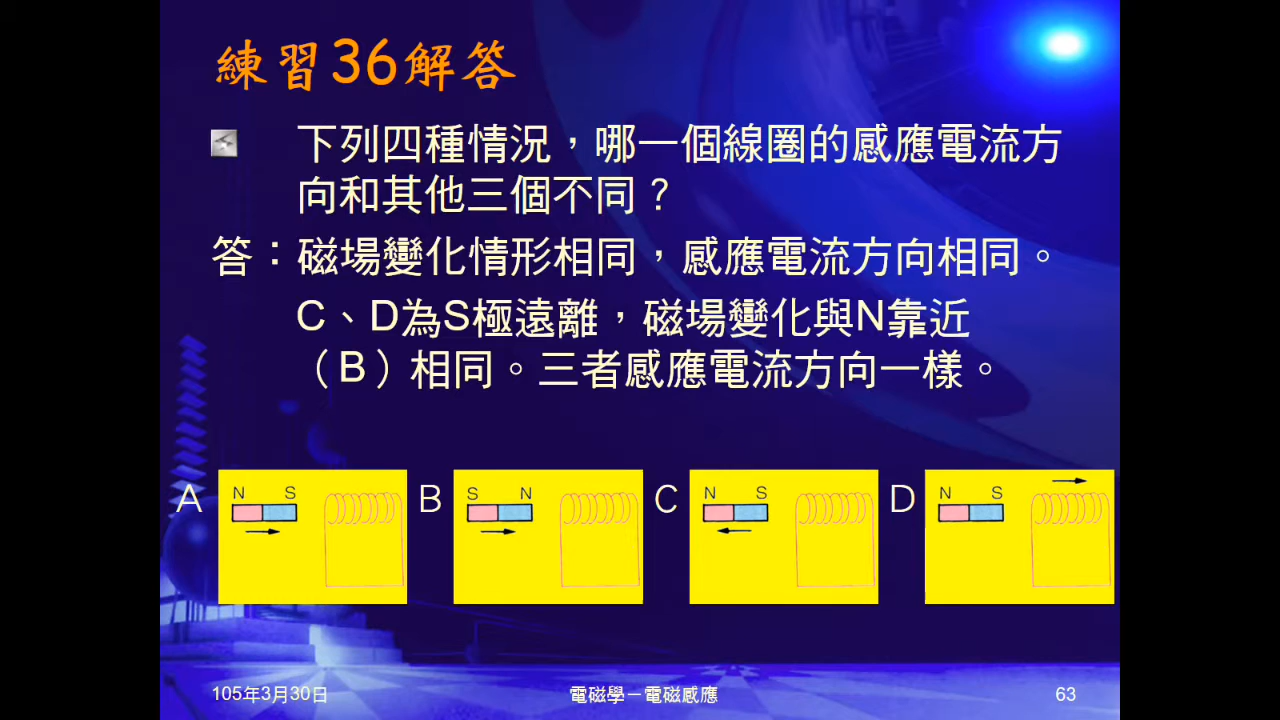 練習36解答
下列四種情況，哪一個線圈的感應電流方
向和其他三個不同？
答：磁場變化情形相同，感應電流方向相同。
C、D為S極遠離，磁場變化與N靠近
（B）相同。三者感應電流方向一樣。
A N S B S N C N S D N S
105年3月30日 電磁學－電磁感應 63